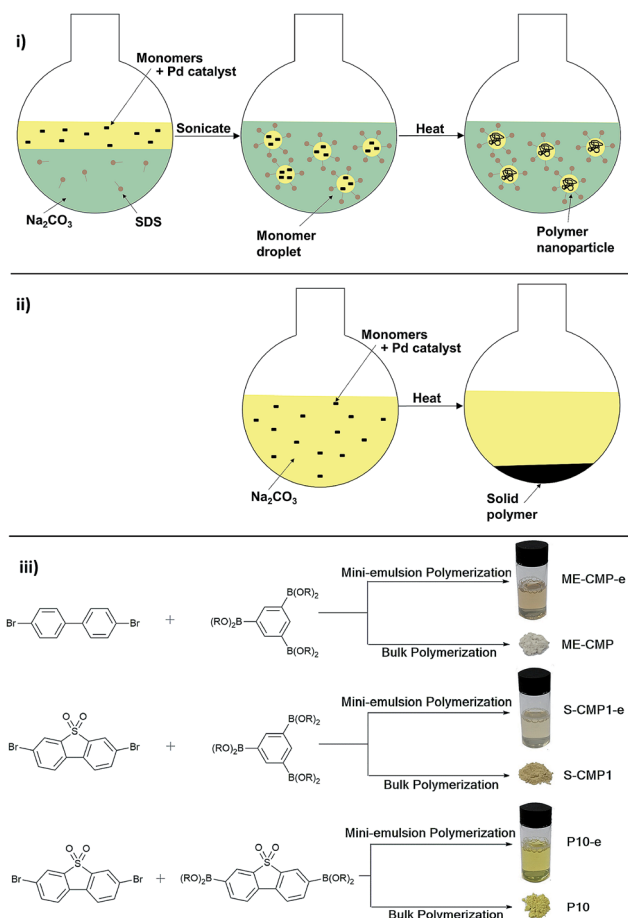 i)
Monomers
+ Pd catalyst
Sonicate
Heat
Na₂CO₃
SDS
Monomer
droplet
Polymer
nanoparticle
ii)
Monomers
+ Pd catalyst
Heat
Na₂CO₃
Solid
polymer
iii)
Br
Br
+
B(OR)₂
(RO)₂B
B(OR)₂
Mini-emulsion Polymerization
ME-CMP-e
Bulk Polymerization
ME-CMP
O O
S
Br
Br
+
B(OR)₂
(RO)₂B
B(OR)₂
Mini-emulsion Polymerization
S-CMP1-e
Bulk Polymerization
S-CMP1
O O
S
Br
Br
+
O O
S
(RO)₂B
B(OR)₂
Mini-emulsion Polymerization
P10-e
Bulk Polymerization
P10